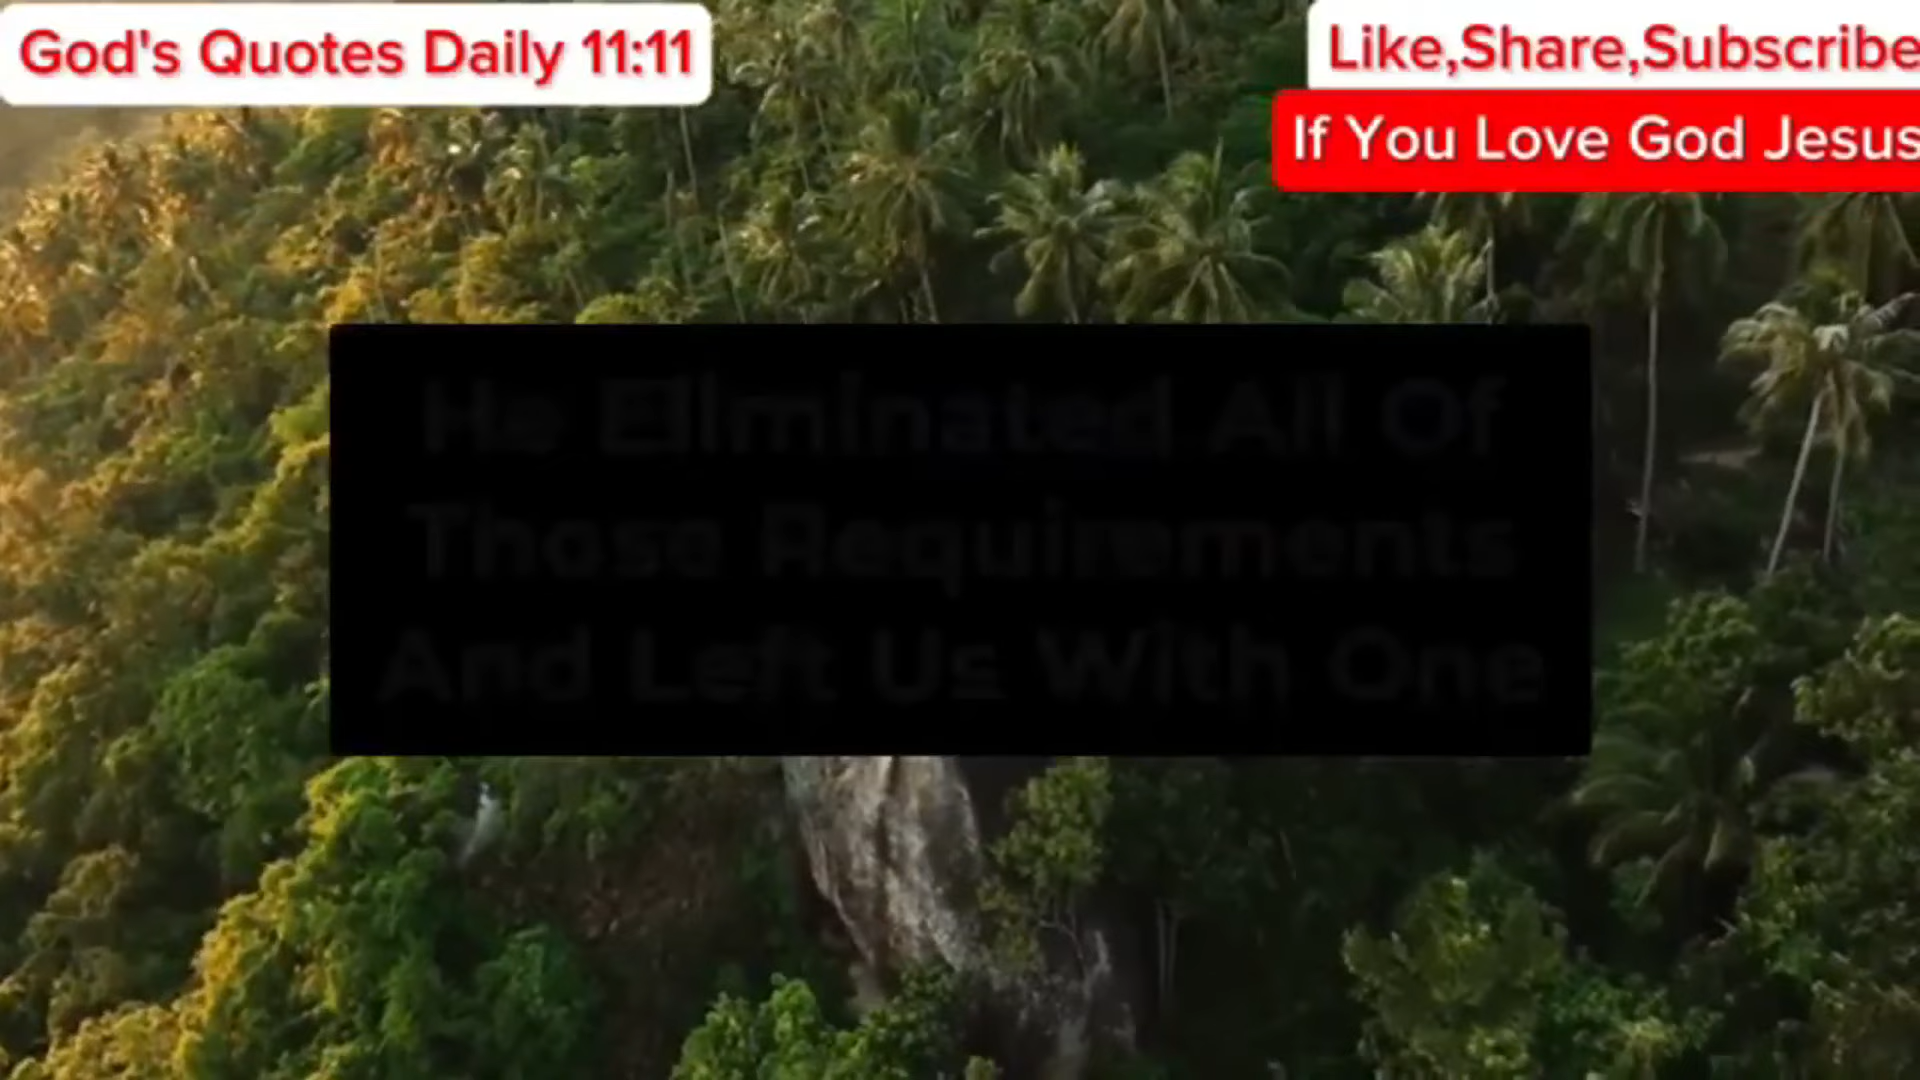 God's Quotes Daily 11:11
Like,Share,Subscribe
If You Love God Jesus
He Eliminated All Of
Those Requirements
And Left Us With One